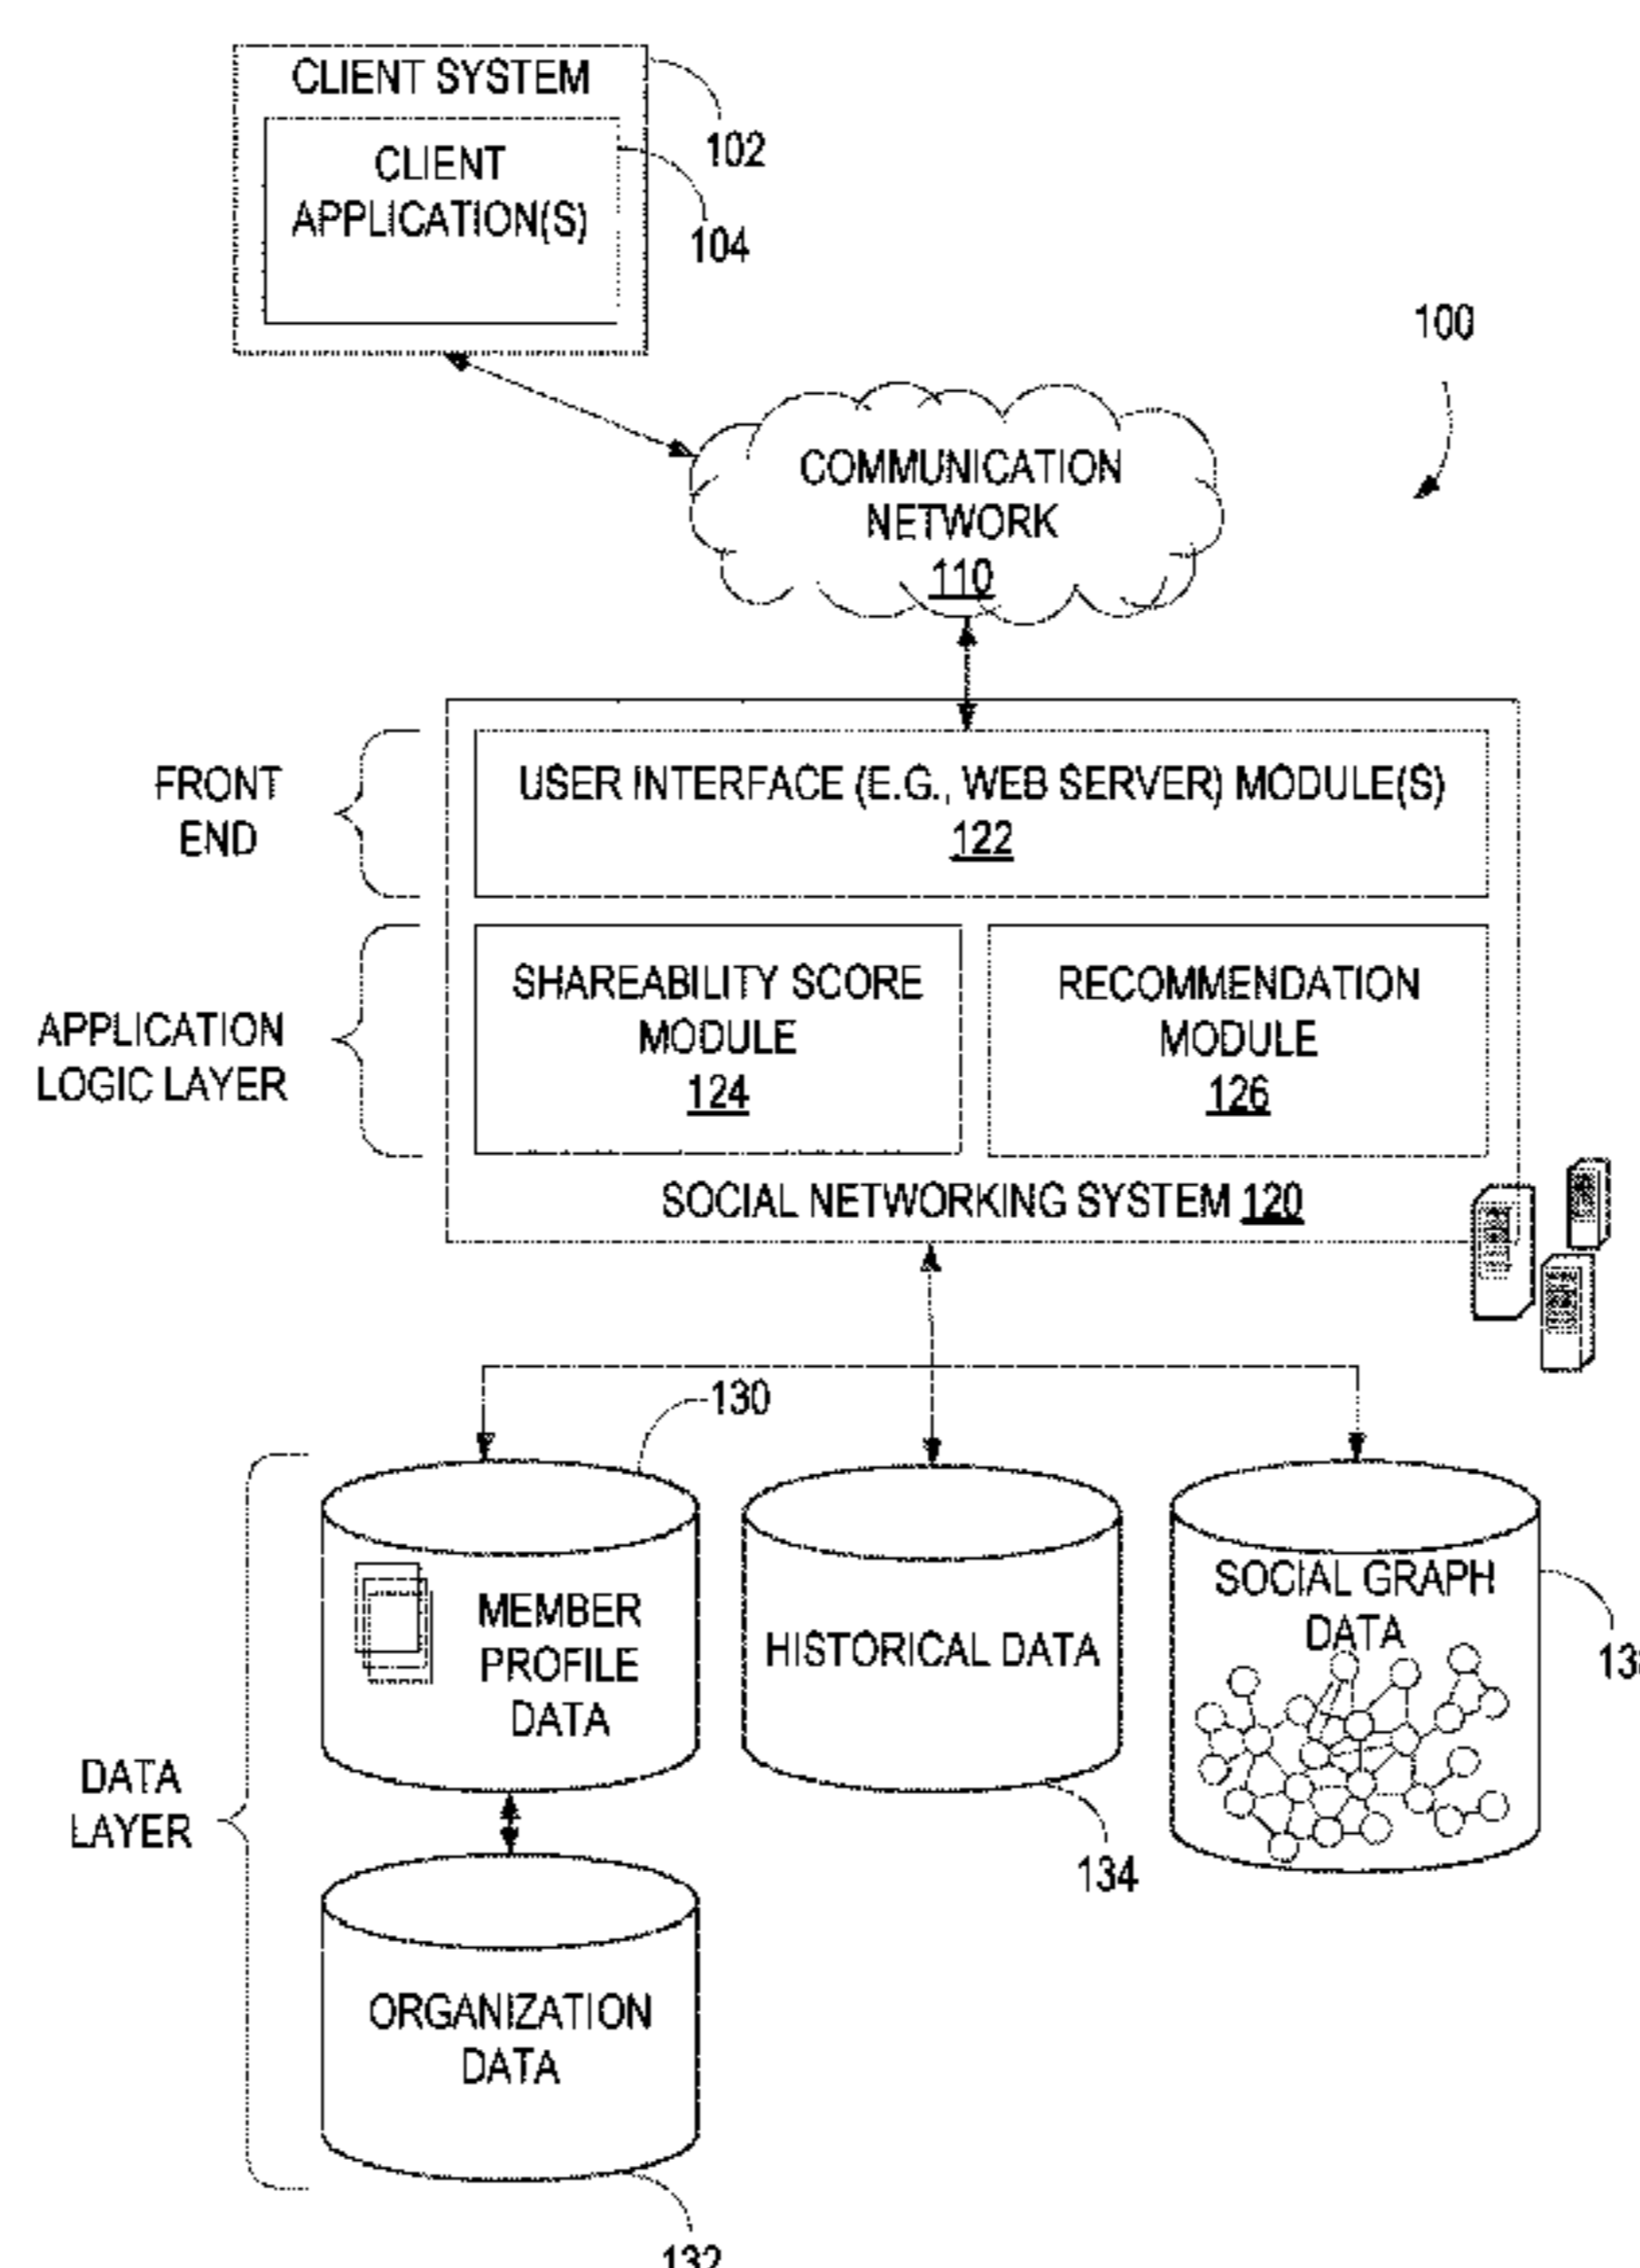 CLIENT SYSTEM
CLIENT
APPLICATION(S)
102
104
100
COMMUNICATION
NETWORK
110
FRONT
END
USER INTERFACE (E.G., WEB SERVER) MODULE(S)
122
APPLICATION
LOGIC LAYER
SHAREABILITY SCORE
MODULE
124
RECOMMENDATION
MODULE
126
SOCIAL NETWORKING SYSTEM 120
130
MEMBER
PROFILE
DATA
HISTORICAL DATA
SOCIAL GRAPH
DATA
134
DATA
LAYER
ORGANIZATION
DATA
132